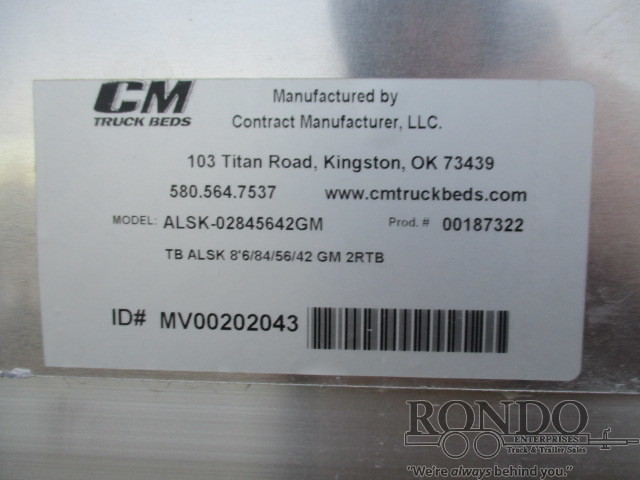 CM
TRUCK BEDS
Manufactured by
Contract Manufacturer, LLC.
103 Titan Road, Kingston, OK 73439
580.564.7537 www.cmtruckbeds.com
MODEL: ALSK-02845642GM Prod. # 00187322
TB ALSK 8'6/84/56/42 GM 2RTB
ID# MV00202043
RONDO
ENTERPRISES
Truck & Trailer Sales
"We're always behind you."